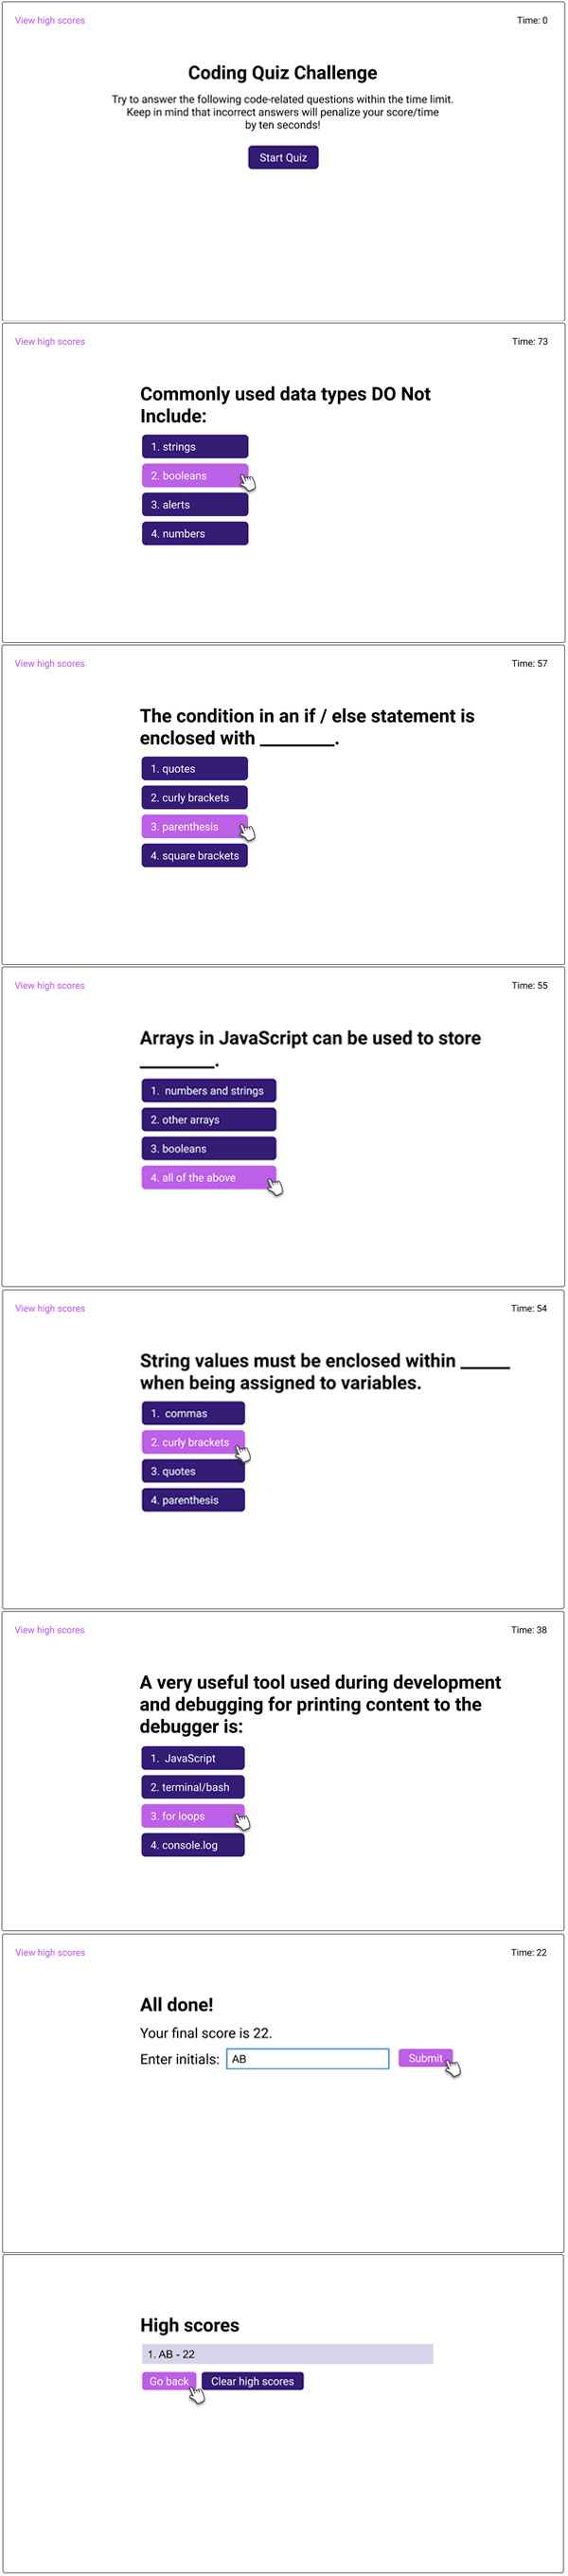 View high scores
Time: 0
Coding Quiz Challenge
Try to answer the following code-related questions within the time limit.
Keep in mind that incorrect answers will penalize your score/time
by ten seconds!
Start Quiz
View high scores
Time: 73
Commonly used data types DO Not
Include:
1. strings
2. booleans
3. alerts
4. numbers
View high scores
Time: 57
The condition in an if / else statement is
enclosed with ________.
1. quotes
2. curly brackets
3. parenthesis
4. square brackets
View high scores
Time: 55
Arrays in JavaScript can be used to store
________.
1. numbers and strings
2. other arrays
3. booleans
4. all of the above
View high scores
Time: 54
String values must be enclosed within _____
when being assigned to variables.
1. commas
2. curly brackets
3. quotes
4. parenthesis
View high scores
Time: 38
A very useful tool used during development
and debugging for printing content to the
debugger is:
1. JavaScript
2. terminal/bash
3. for loops
4. console.log
View high scores
Time: 22
All done!
Your final score is 22.
Enter initials: AB Submit
High scores
1. AB - 22
Go back Clear high scores